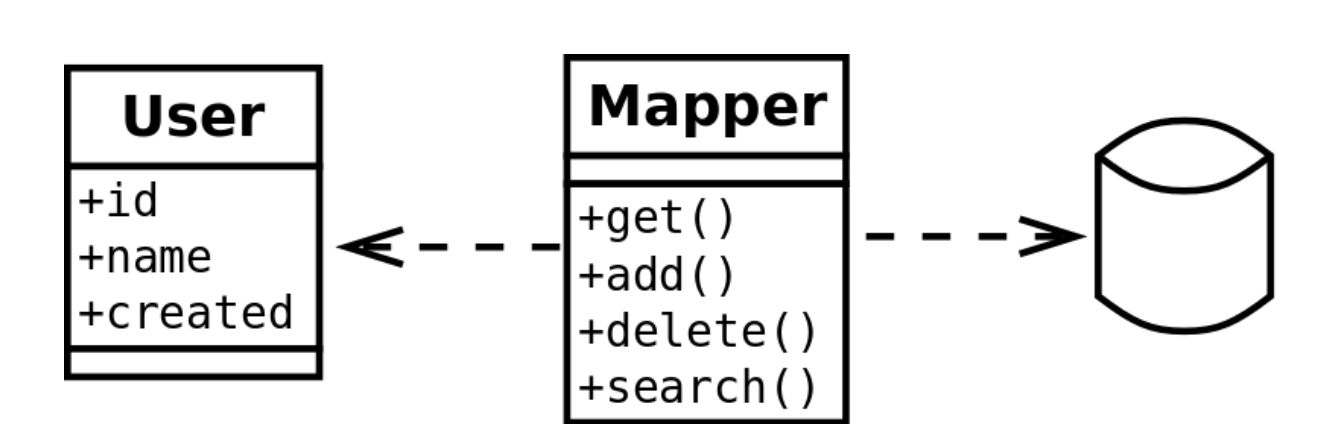 User
+id
+name
+created
Mapper
+get()
+add()
+delete()
+search()